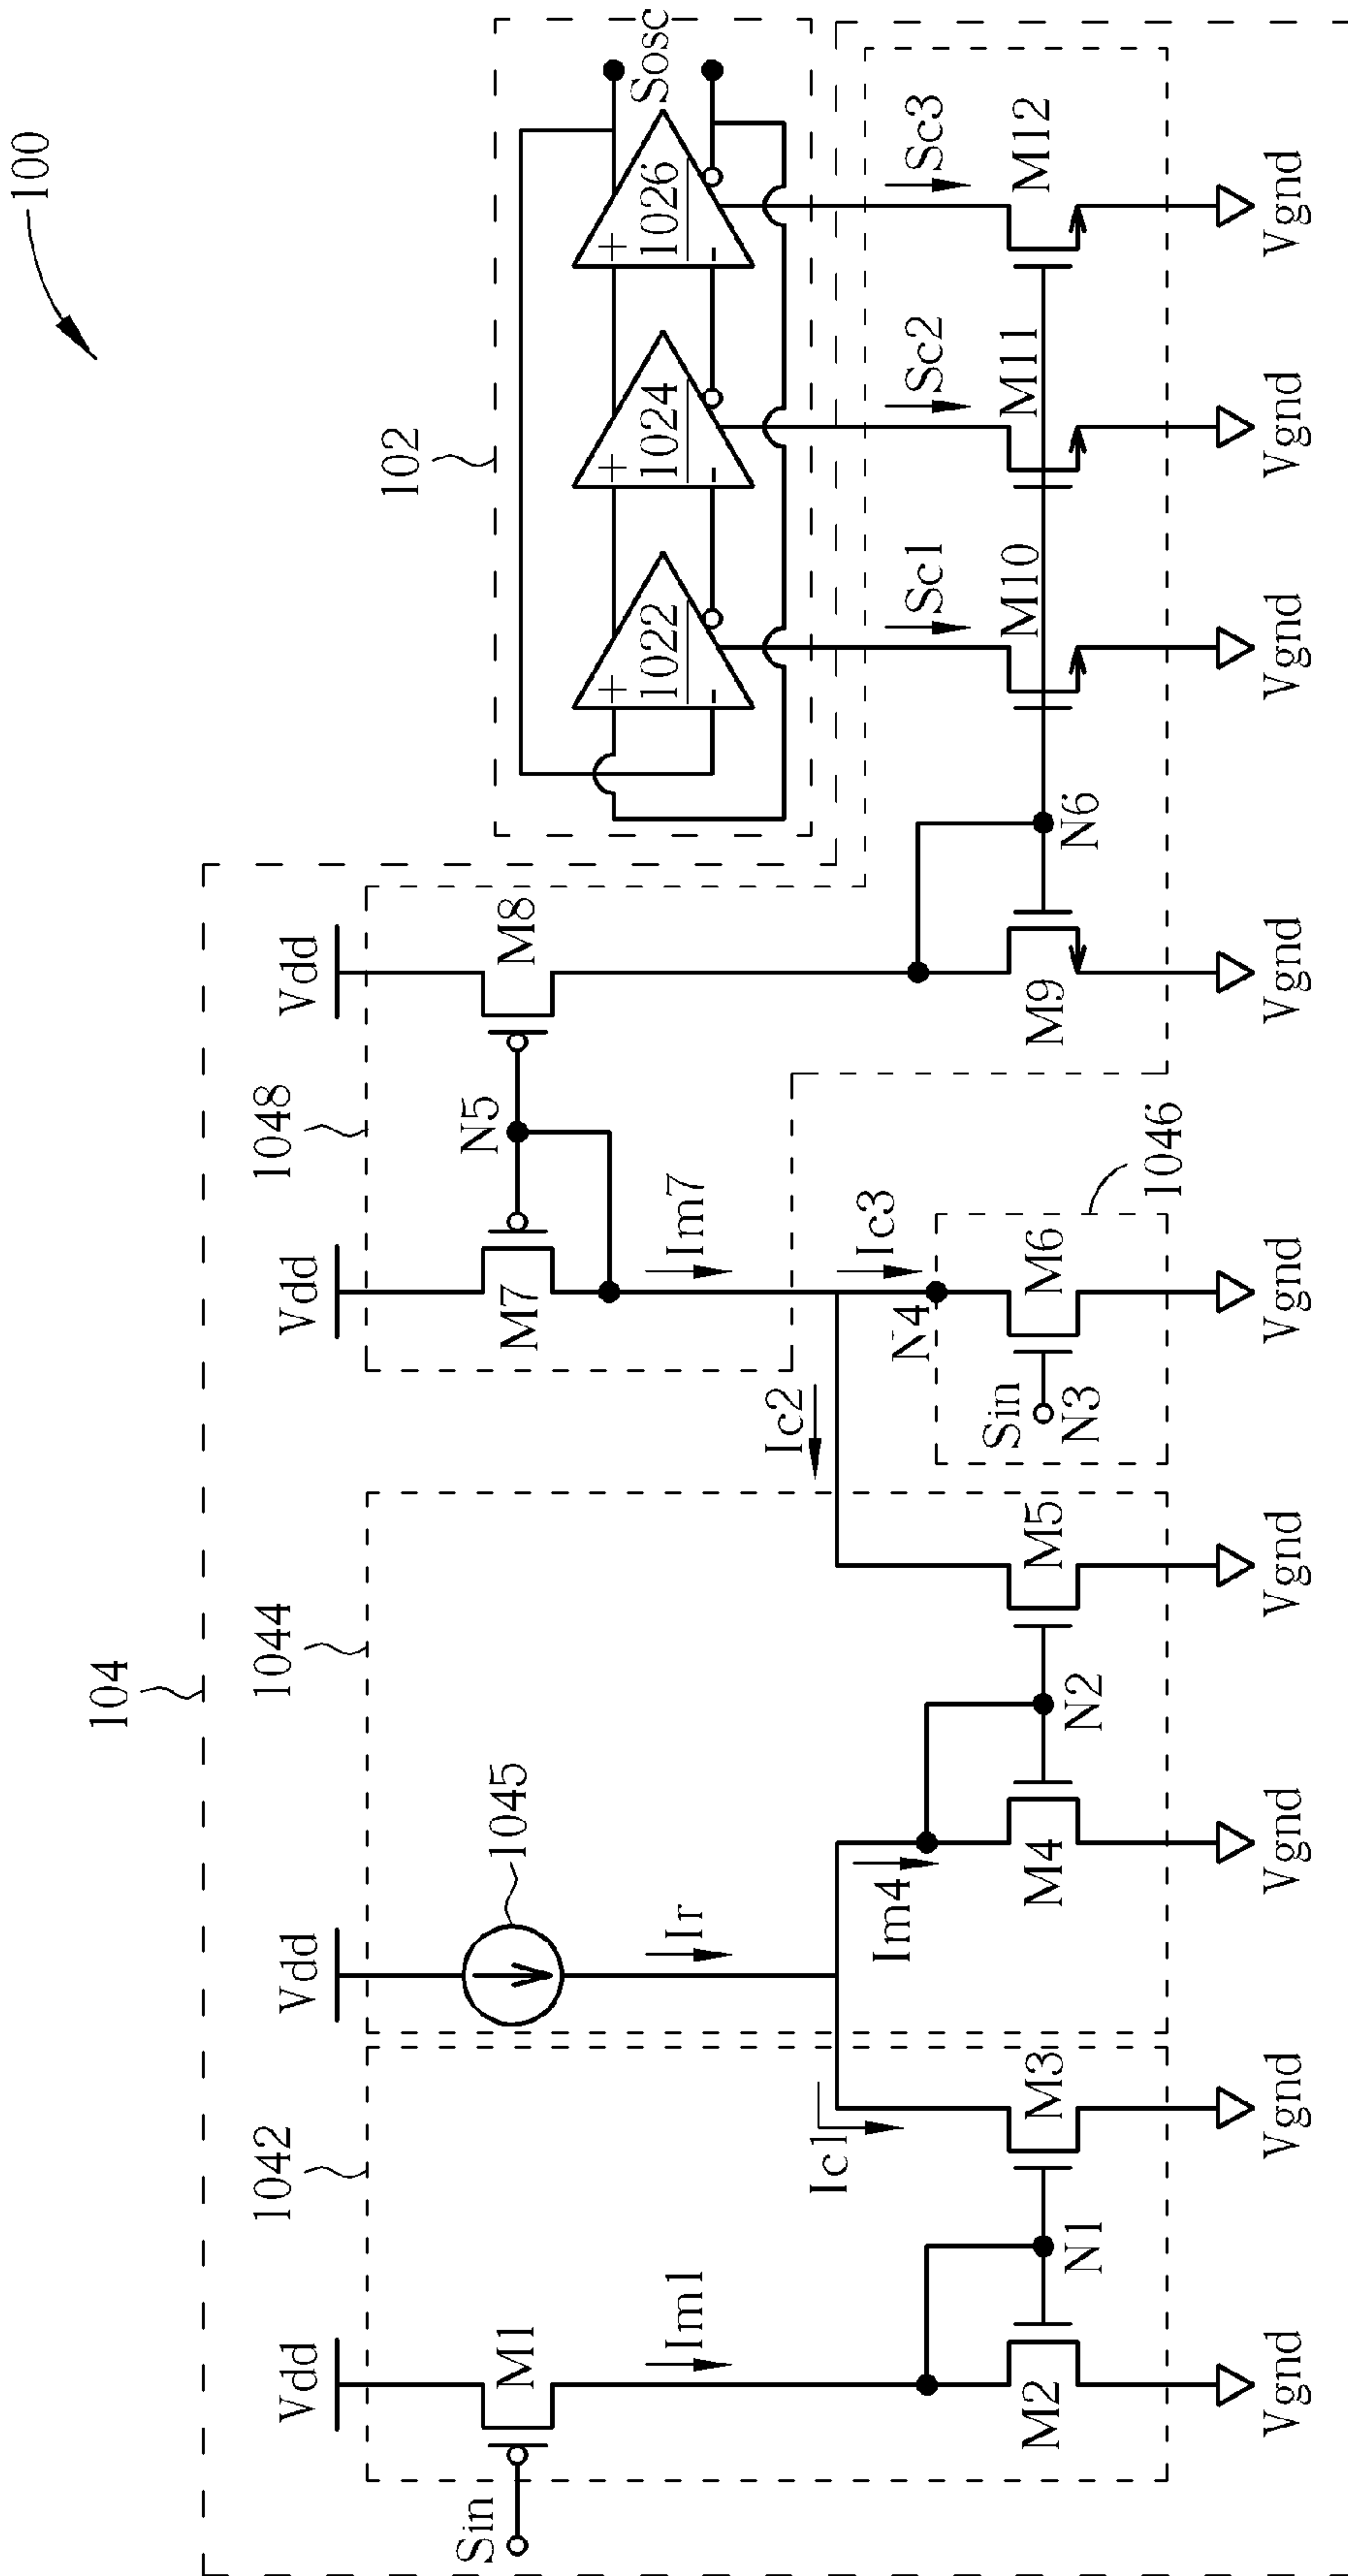 100
104
1042
1044
1048
102
Vdd
Vdd
Vdd
Vdd
Sin
M1
1045
M7
N5
M8
1022
1024
1026
+
-
+
-
+
-
Sosc
Im1
Ir
Im7
Ic1
Im4
Ic2
Ic3
Sc1
Sc2
Sc3
N4
M2
N1
M3
M4
N2
M5
Sin
N3
M6
1046
M9
N6
M10
M11
M12
Vgnd
Vgnd
Vgnd
Vgnd
Vgnd
Vgnd
Vgnd
Vgnd
Vgnd